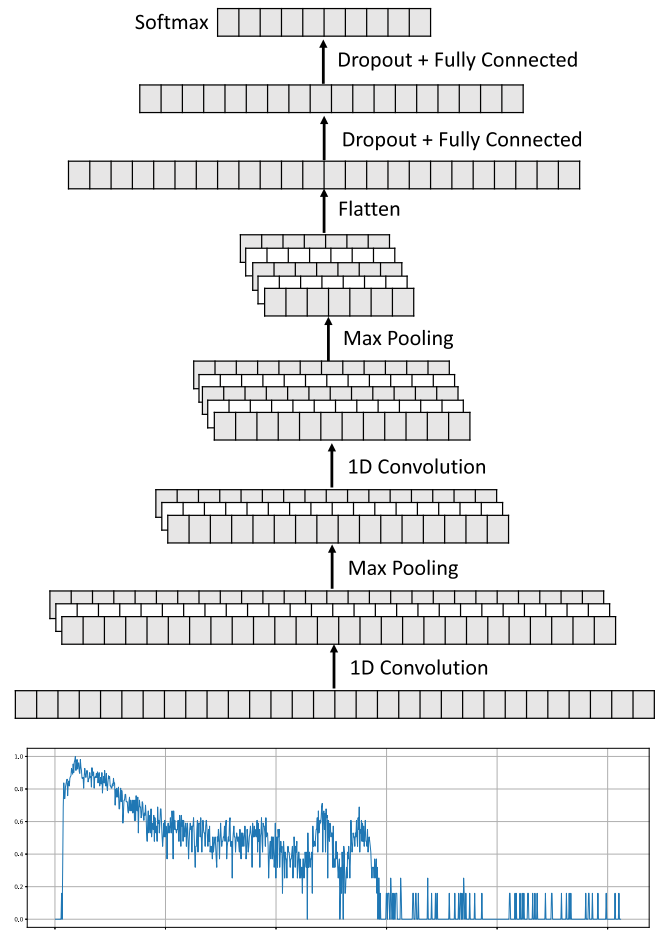 Softmax
Dropout + Fully Connected
Dropout + Fully Connected
Flatten
Max Pooling
1D Convolution
Max Pooling
1D Convolution
1.0
0.8
0.6
0.4
0.2
0.0